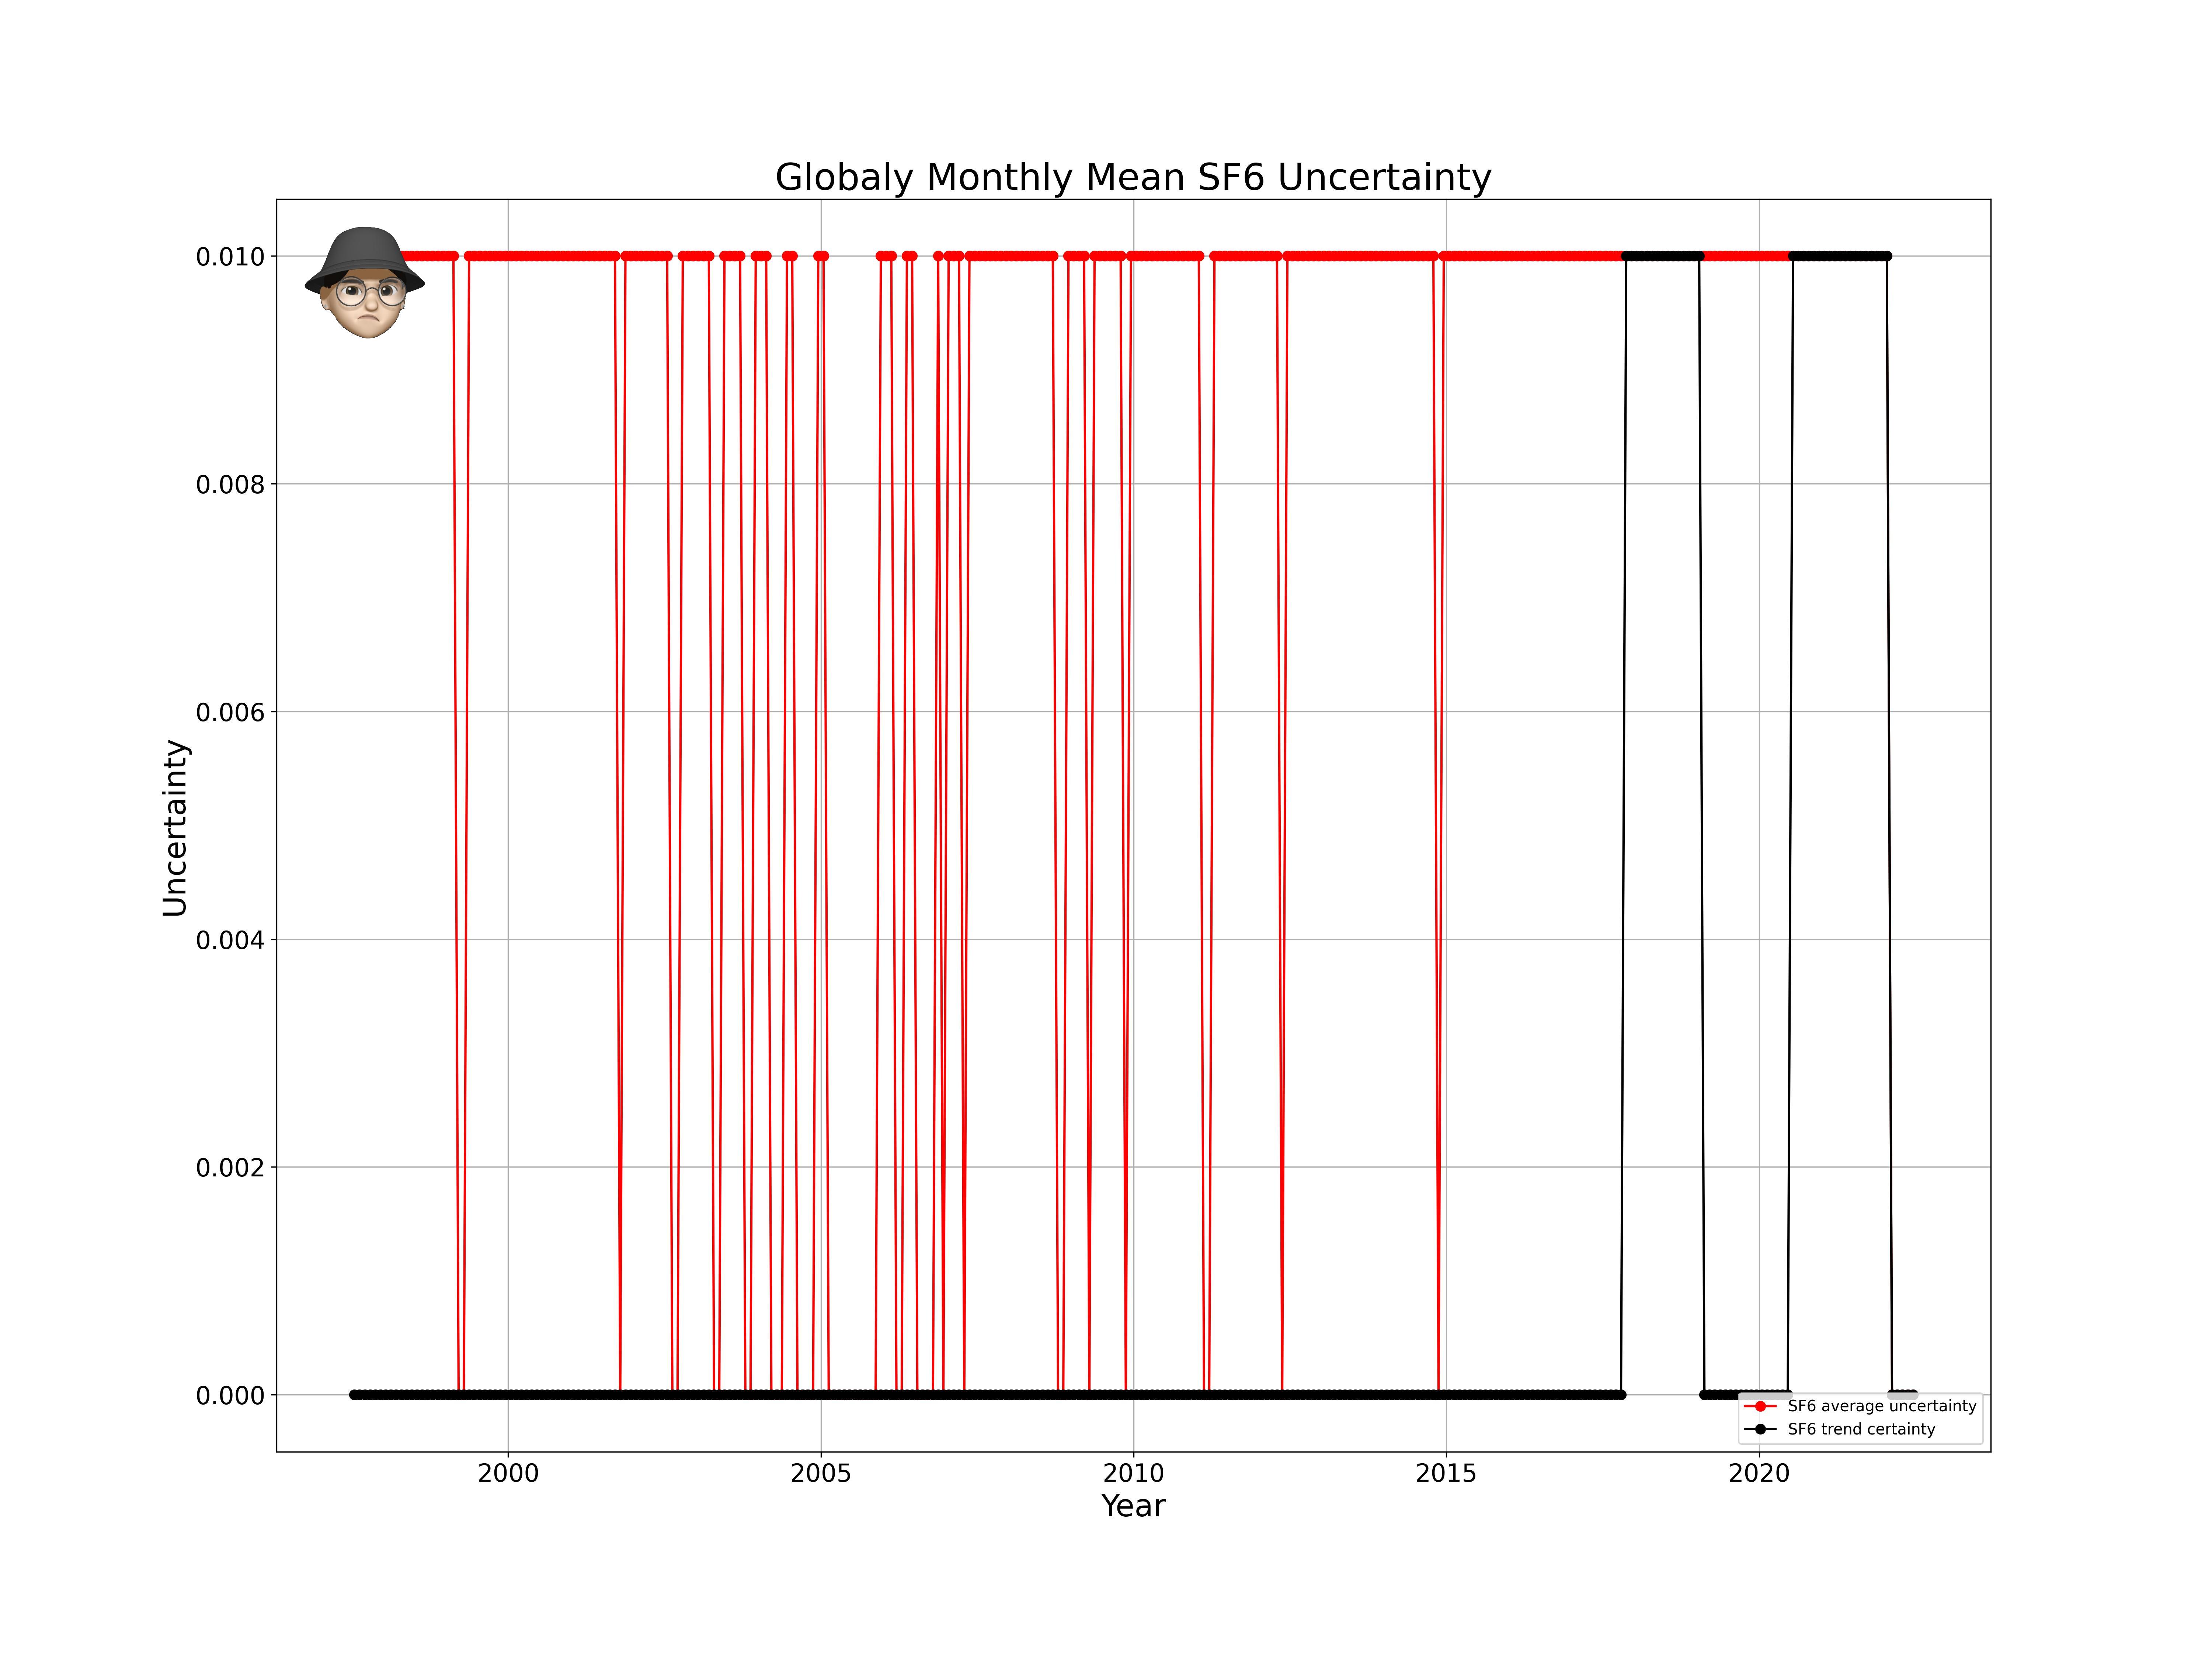 Globaly Monthly Mean SF6 Uncertainty
0.010
0.008
0.006
0.004
0.002
0.000
Uncertainty
2000 2005 2010 2015 2020
Year
SF6 average uncertainty
SF6 trend certainty